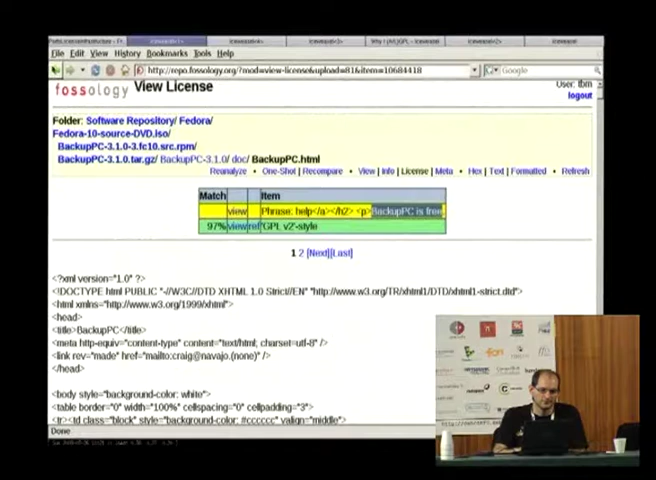 File Edit View History Bookmarks Tools Help
http://repo.fossology.org/?mod=view-license&upload=81&item=10684418
Google
fossology View License
User: tbm
logout
Folder: Software Repository/ Fedora/
Fedora-10-source-DVD.iso/
BackupPC-3.1.0-3.fc10.src.rpm/
BackupPC-3.1.0.tar.gz/ BackupPC-3.1.0/ doc/ BackupPC.html
Reanalyze • One-Shot | Recompare • View | Info | License | Meta • Hex | Text | Formatted • Refresh
Match Item
view Phrase: help</a></h2> <p>BackupPC is free
97% view ref 'GPL v2'-style
1 2 [Next] [Last]
<?xml version="1.0" ?>
<!DOCTYPE html PUBLIC "-//W3C//DTD XHTML 1.0 Strict//EN" "http://www.w3.org/TR/xhtml1/DTD/xhtml1-strict.dtd">
<html xmlns="http://www.w3.org/1999/xhtml">
<head>
<title>BackupPC</title>
<meta http-equiv="content-type" content="text/html; charset=utf-8" />
<link rev="made" href="mailto:craig@navajo.(none)" />
</head>
<body style="background-color: white">
<table border="0" width="100%" cellspacing="0" cellpadding="3">
<tr><td class="block" style="background-color: #cccccc" valign="middle">
Done